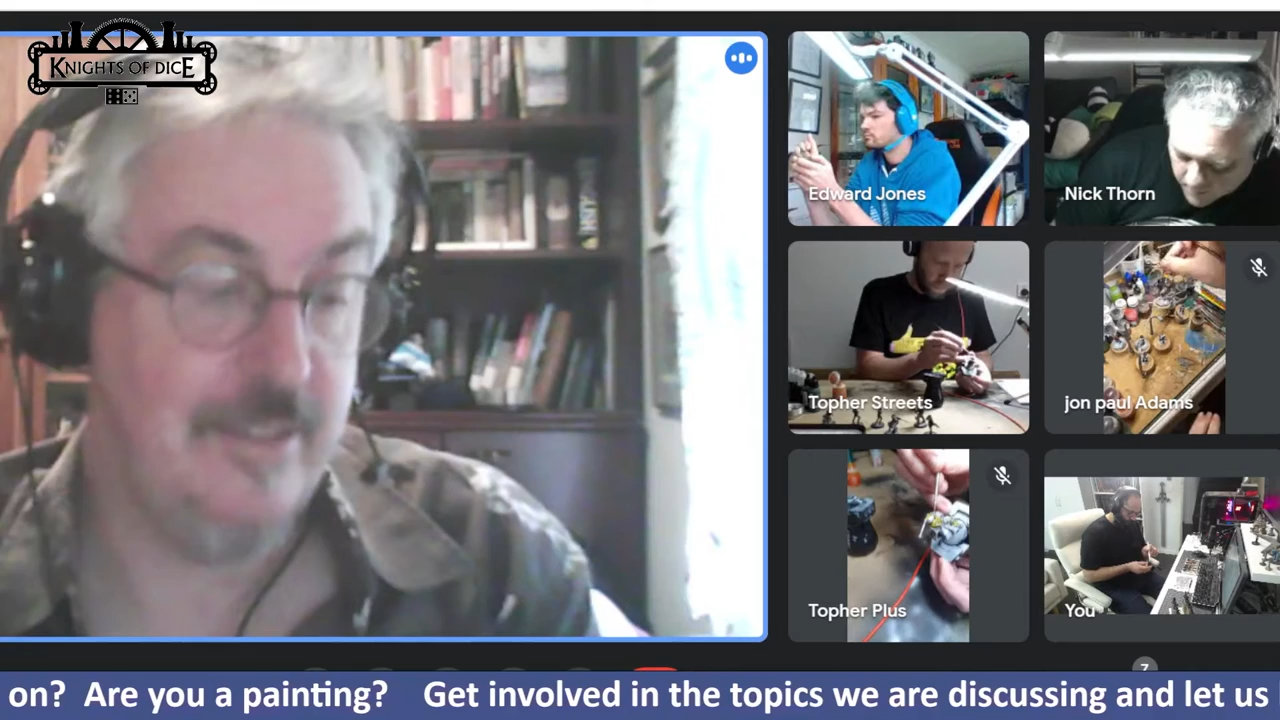 KNIGHTS OF DICE
Edward Jones
Nick Thorn
Topher Streets
jon paul Adams
Topher Plus
You
7
on? Are you a painting? Get involved in the topics we are discussing and let us